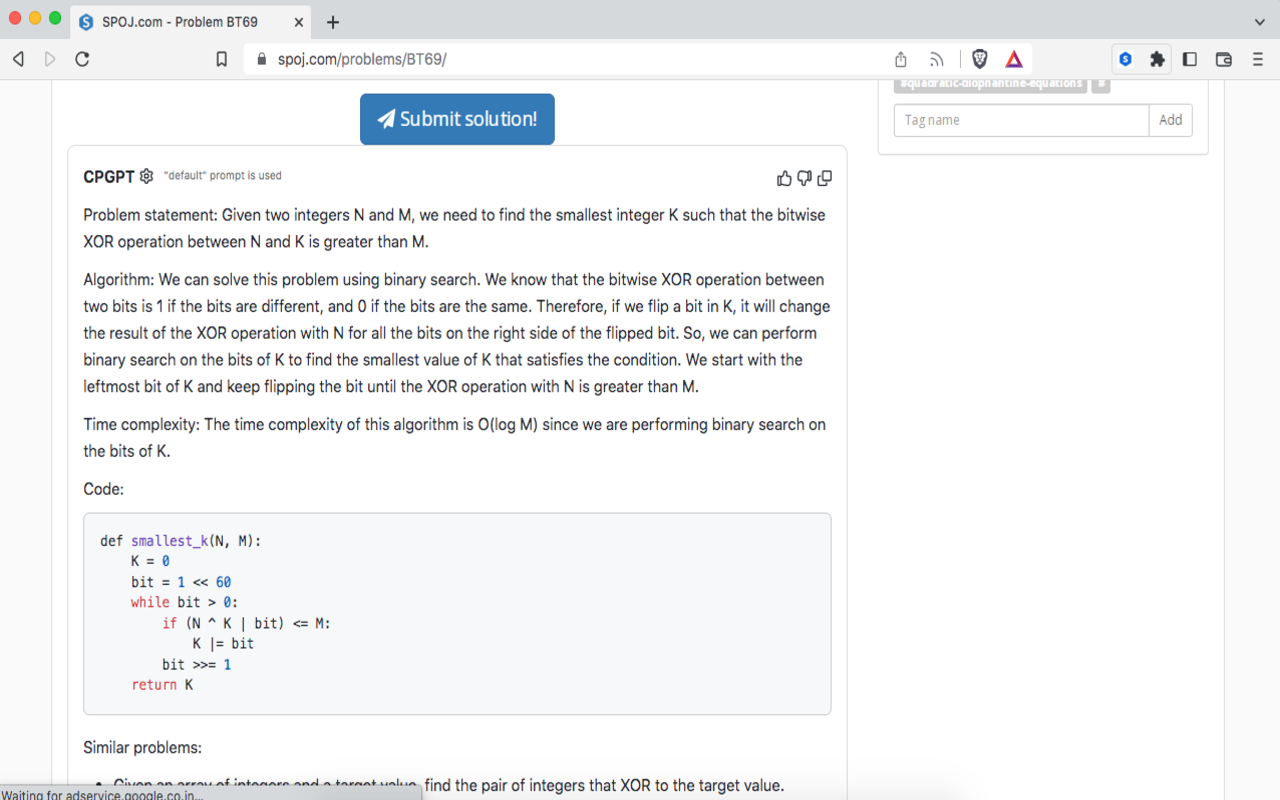 SPOJ.com - Problem BT69
spoj.com/problems/BT69/
#quadratic-diophantine-equations #
Submit solution!
Tag name
Add
CPGPT "default" prompt is used
Problem statement: Given two integers N and M, we need to find the smallest integer K such that the bitwise
XOR operation between N and K is greater than M.
Algorithm: We can solve this problem using binary search. We know that the bitwise XOR operation between
two bits is 1 if the bits are different, and 0 if the bits are the same. Therefore, if we flip a bit in K, it will change
the result of the XOR operation with N for all the bits on the right side of the flipped bit. So, we can perform
binary search on the bits of K to find the smallest value of K that satisfies the condition. We start with the
leftmost bit of K and keep flipping the bit until the XOR operation with N is greater than M.
Time complexity: The time complexity of this algorithm is O(log M) since we are performing binary search on
the bits of K.
Code:
def smallest_k(N, M):
    K = 0
    bit = 1 << 60
    while bit > 0:
        if (N ^ K | bit) <= M:
            K |= bit
        bit >>= 1
    return K
Similar problems:
• Given an array of integers and a target value, find the pair of integers that XOR to the target value.
Waiting for adservice.google.co.in...